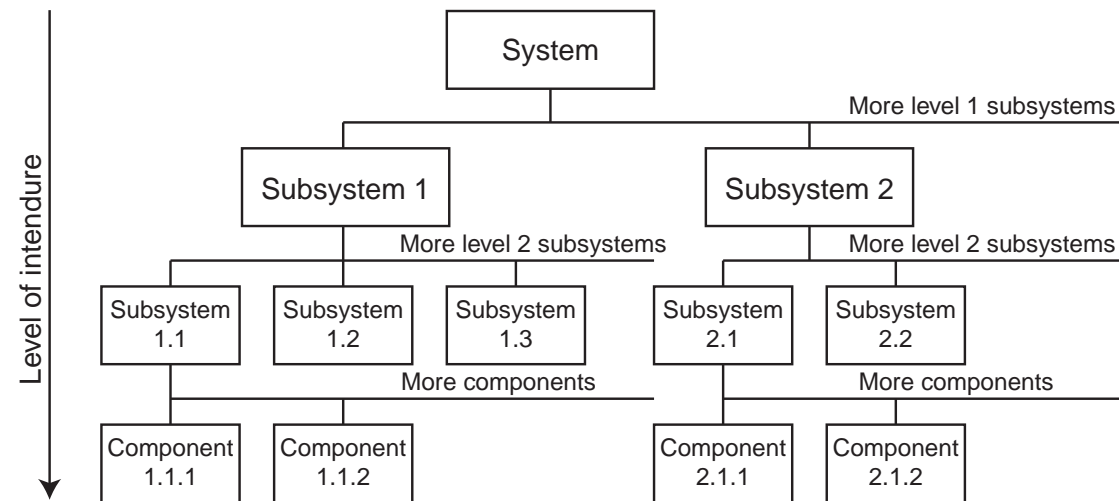 System
More level 1 subsystems
Subsystem 1
Subsystem 2
More level 2 subsystems
More level 2 subsystems
Subsystem
1.1
Subsystem
1.2
Subsystem
1.3
Subsystem
2.1
Subsystem
2.2
More components
More components
Component
1.1.1
Component
1.1.2
Component
2.1.1
Component
2.1.2
Level of intendure